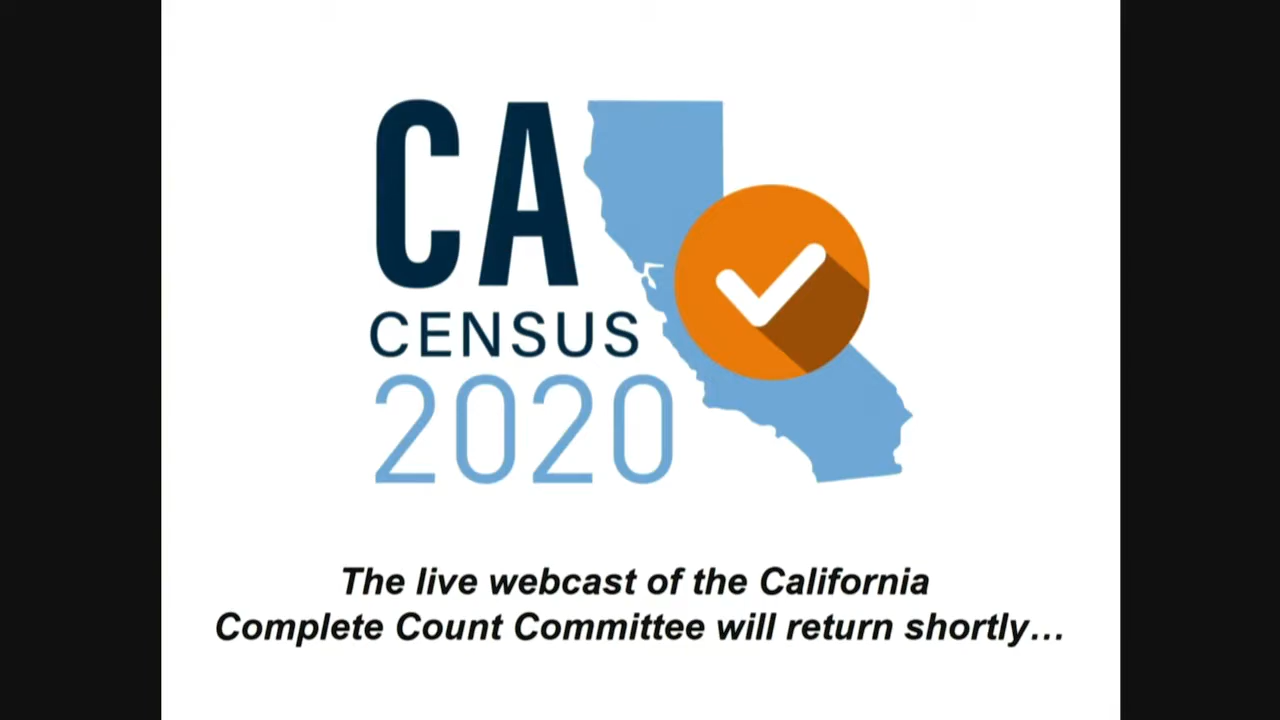 CA
CENSUS
2020
The live webcast of the California
Complete Count Committee will return shortly…